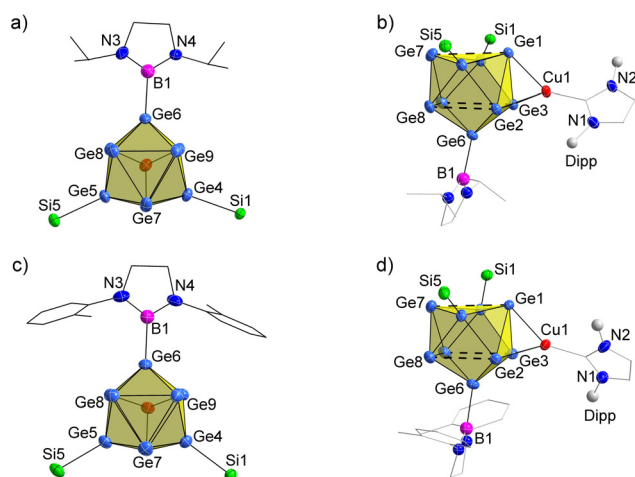 a)
N3 N4
B1
Ge6
Ge8 Ge9
Ge5 Ge4
Si5 Ge7 Si1
b)
Si5 Si1
Ge7 Ge1
Cu1 N2
Ge8 Ge3
Ge2 N1
Ge6
B1 Dipp
c)
N3 N4
B1
Ge6
Ge8 Ge9
Ge5 Ge4
Si5 Ge7 Si1
d)
Si5 Si1
Ge7 Ge1
Cu1 N2
Ge8 Ge3
Ge2 N1
Ge6
Dipp
B1